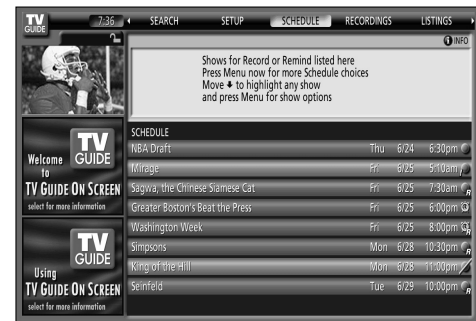 TV
GUIDE
7:36
SEARCH SETUP SCHEDULE RECORDINGS LISTINGS
INFO
Shows for Record or Remind listed here
Press Menu now for more Schedule choices
Move ↓ to highlight any show
and press Menu for show options
SCHEDULE
NBA Draft Thu 6/24 6:30pm
Mirage Fri 6/25 5:10am
Sagwa, the Chinese Siamese Cat Fri 6/25 7:30am R
Greater Boston's Beat the Press Fri 6/25 6:00pm
Washington Week Fri 6/25 8:00pm R
Simpsons Mon 6/28 10:30pm R
King of the Hill Mon 6/28 11:00pm
Seinfeld Tue 6/29 10:00pm R
TV
GUIDE
Welcome
to
TV GUIDE ON SCREEN
select for more information
TV
GUIDE
Using
TV GUIDE ON SCREEN
select for more information